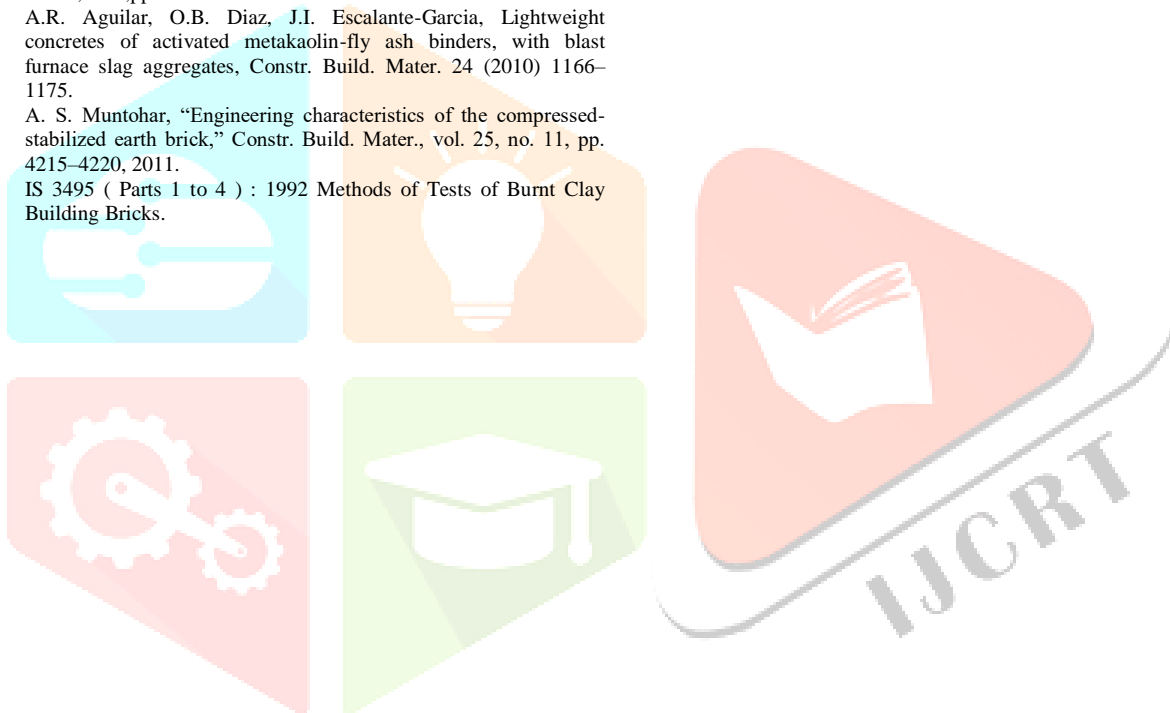 A.R. Aguilar, O.B. Diaz, J.I. Escalante-Garcia, Lightweight
concretes of activated metakaolin-fly ash binders, with blast
furnace slag aggregates, Constr. Build. Mater. 24 (2010) 1166–
1175.
A. S. Muntohar, “Engineering characteristics of the compressed-
stabilized earth brick,” Constr. Build. Mater., vol. 25, no. 11, pp.
4215–4220, 2011.
IS 3495 ( Parts 1 to 4 ) : 1992 Methods of Tests of Burnt Clay
Building Bricks.
IJCRT